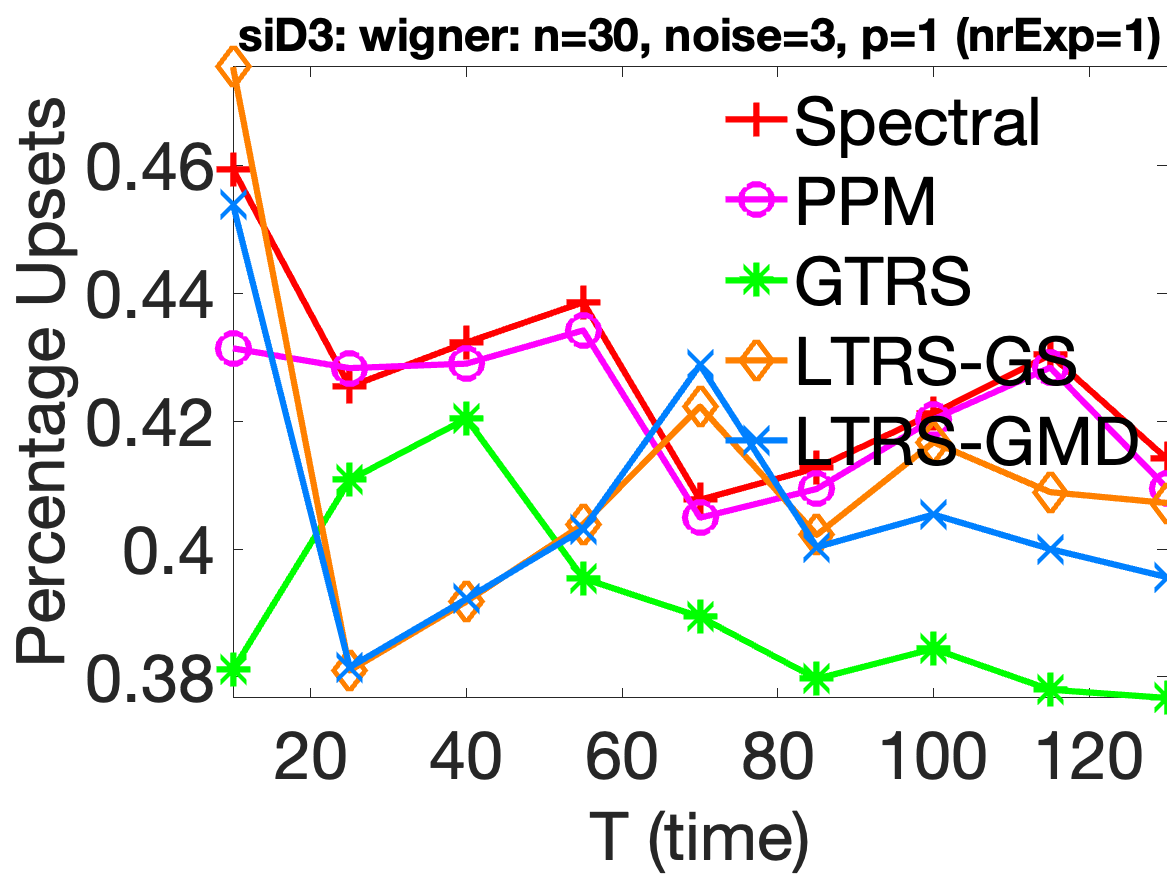 siD3: wigner: n=30, noise=3, p=1 (nrExp=1)
Percentage Upsets
0.46
0.44
0.42
0.4
0.38
Spectral
PPM
GTRS
LTRS-GS
LTRS-GMD
20 40 60 80 100 120
T (time)